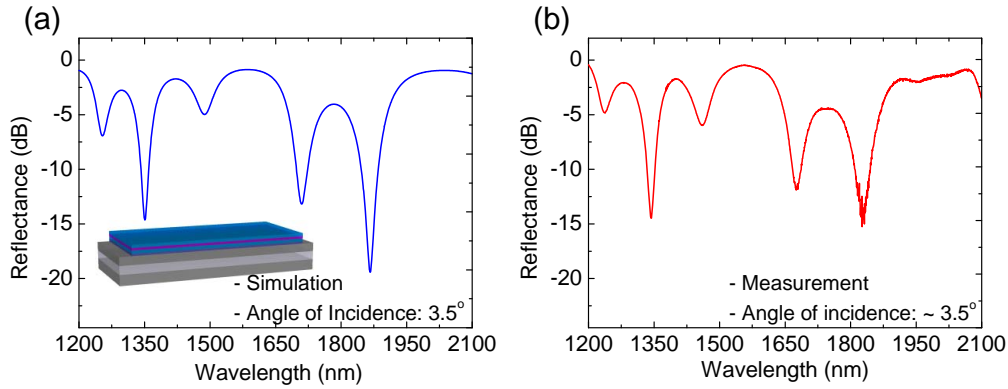 (a)
0
-5
-10
-15
-20
Reflectance (dB)
- Simulation
- Angle of Incidence: 3.5°
1200 1350 1500 1650 1800 1950 2100
Wavelength (nm)
(b)
0
-5
-10
-15
-20
Reflectance (dB)
- Measurement
- Angle of incidence: ~ 3.5°
1200 1350 1500 1650 1800 1950 2100
Wavelength (nm)